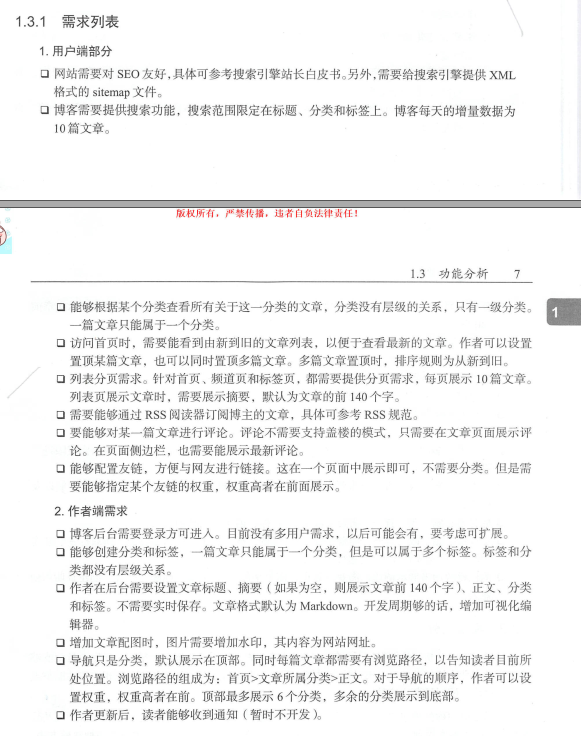 1.3.1 需求列表
1. 用户端部分
❑ 网站需要对 SEO 友好，具体可参考搜索引擎站长白皮书。另外，需要给搜索引擎提供 XML
格式的 sitemap 文件。
❑ 博客需要提供搜索功能，搜索范围限定在标题、分类和标签上。博客每天的增量数据为
10 篇文章。
版权所有，严禁传播，违者自负法律责任！
1.3 功能分析 7
1
❑ 能够根据某个分类查看所有关于这一分类的文章，分类没有层级的关系，只有一级分类。
一篇文章只能属于一个分类。
❑ 访问首页时，需要能看到由新到旧的文章列表，以便于查看最新的文章。作者可以设置
置顶某篇文章，也可以同时置顶多篇文章。多篇文章置顶时，排序规则为从新到旧。
❑ 列表分页需求。针对首页、频道页和标签页，都需要提供分页需求，每页展示 10 篇文章。
列表页展示文章时，需要展示摘要，默认为文章的前 140 个字。
❑ 需要能够通过 RSS 阅读器订阅博主的文章，具体可参考 RSS 规范。
❑ 要能够对某一篇文章进行评论。评论不需要支持盖楼的模式，只需要在文章页面展示评
论。在页面侧边栏，也需要能展示最新评论。
❑ 能够配置友链，方便与网友进行链接。这在一个页面中展示即可，不需要分类。但是需
要能够指定某个友链的权重，权重高者在前面展示。
2. 作者端需求
❑ 博客后台需要登录方可进入。目前没有多用户需求，以后可能会有，要考虑可扩展。
❑ 能够创建分类和标签，一篇文章只能属于一个分类，但是可以属于多个标签。标签和分
类都没有层级关系。
❑ 作者在后台需要设置文章标题、摘要（如果为空，则展示文章前 140 个字）、正文、分类
和标签。不需要实时保存。文章格式默认为 Markdown。开发周期够的话，增加可视化编
辑器。
❑ 增加文章配图时，图片需要增加水印，其内容为网站网址。
❑ 导航只是分类，默认展示在顶部。同时每篇文章都需要有浏览路径，以告知读者目前所
处位置。浏览路径的组成为：首页>文章所属分类>正文。对于导航的顺序，作者可以设
置权重，权重高者在前。顶部最多展示 6 个分类，多余的分类展示到底部。
❑ 作者更新后，读者能够收到通知（暂时不开发）。